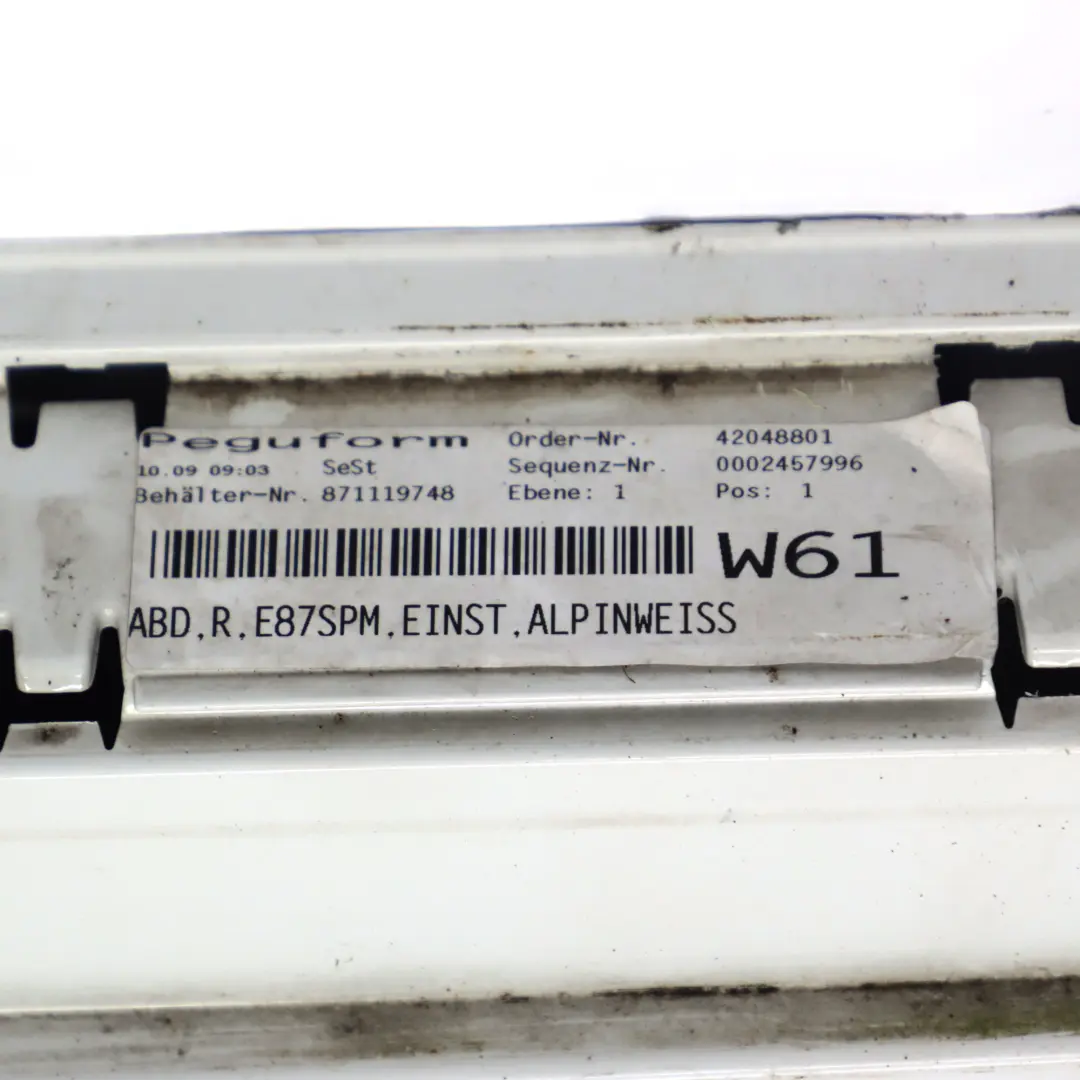 Peguform Order-Nr. 42048801
10.09 09:03 SeSt Sequenz-Nr. 0002457996
Behälter-Nr. 871119748 Ebene: 1 Pos: 1
W61
ABD,R,E87SPM,EINST,ALPINWEISS